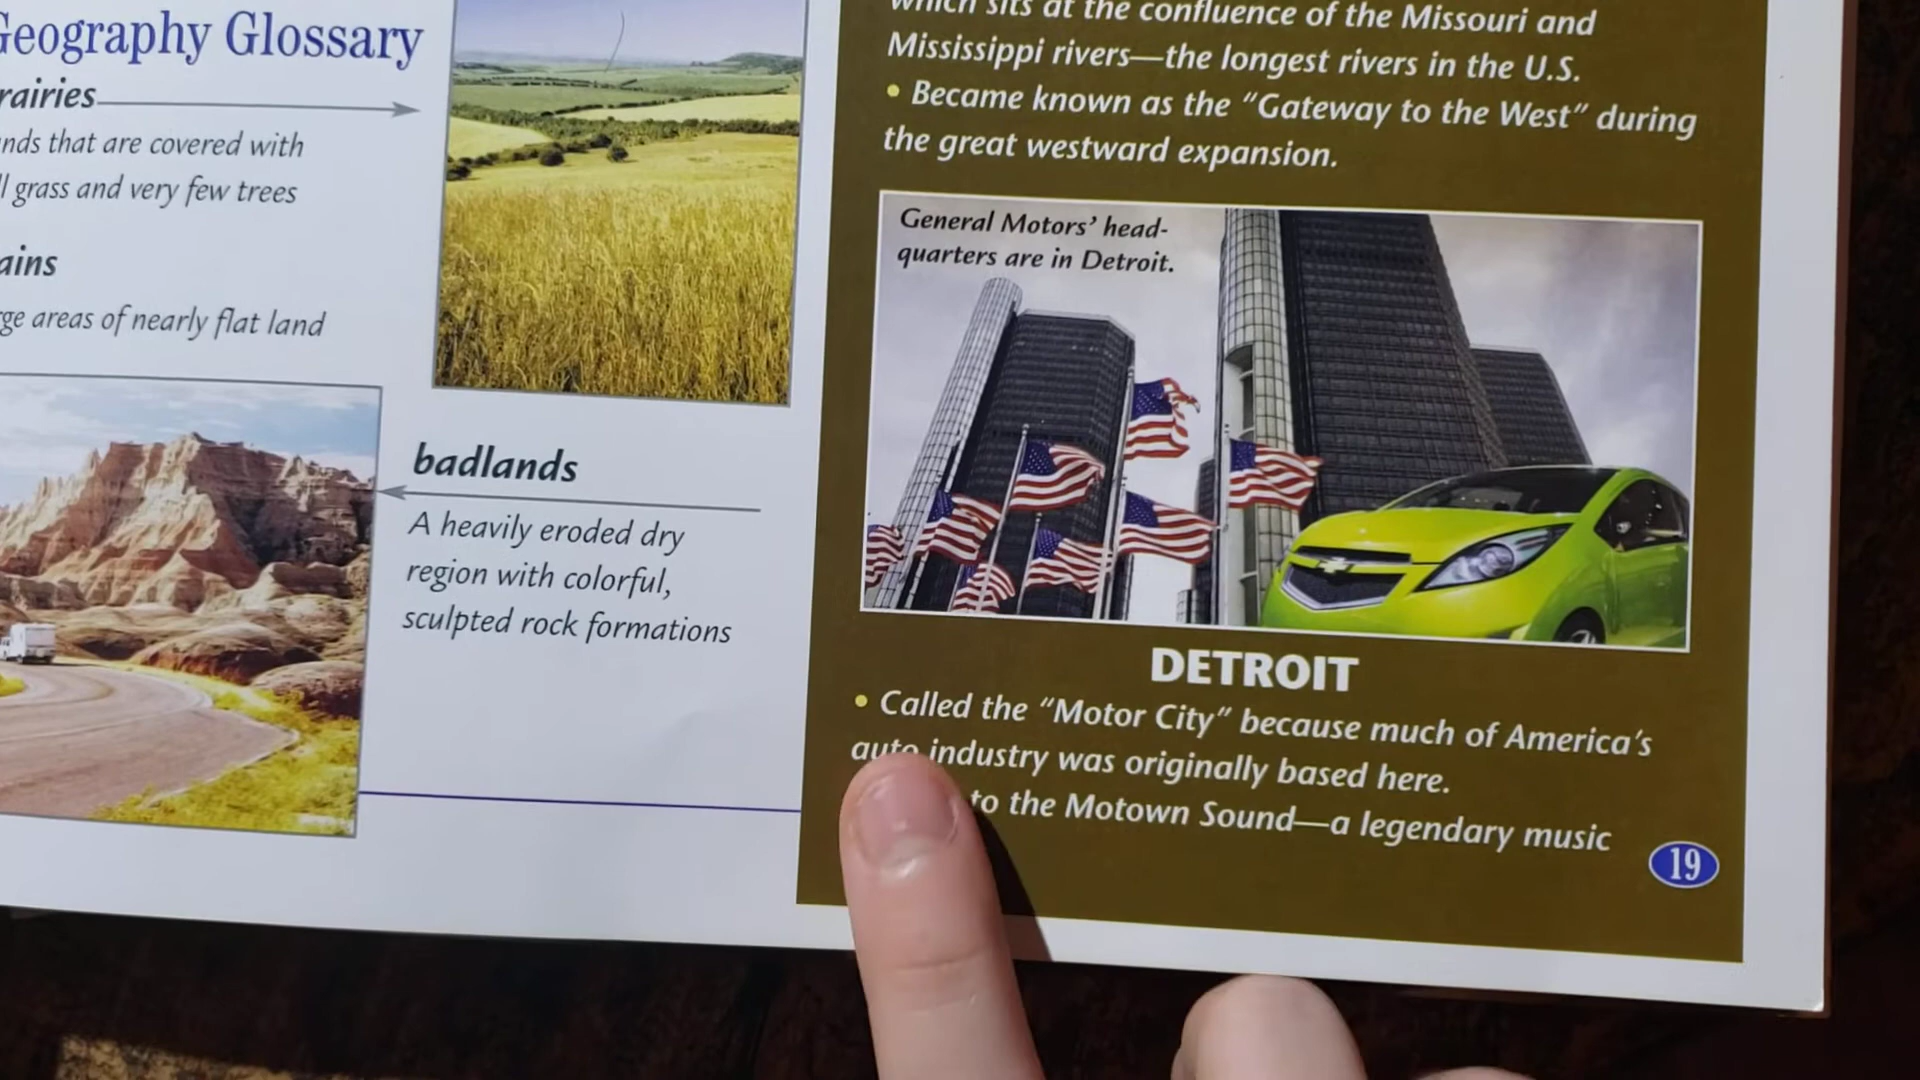 Geography Glossary
nds that are covered with
grass and very few trees
areas of nearly flat land
badlands
A heavily eroded dry
region with colorful,
sculpted rock formations
which sits at the confluence of the Missouri and
Mississippi rivers—the longest rivers in the U.S.
• Became known as the “Gateway to the West” during
the great westward expansion.
General Motors’ head-
quarters are in Detroit.
DETROIT
• Called the “Motor City” because much of America’s
auto industry was originally based here.
to the Motown Sound—a legendary music
19